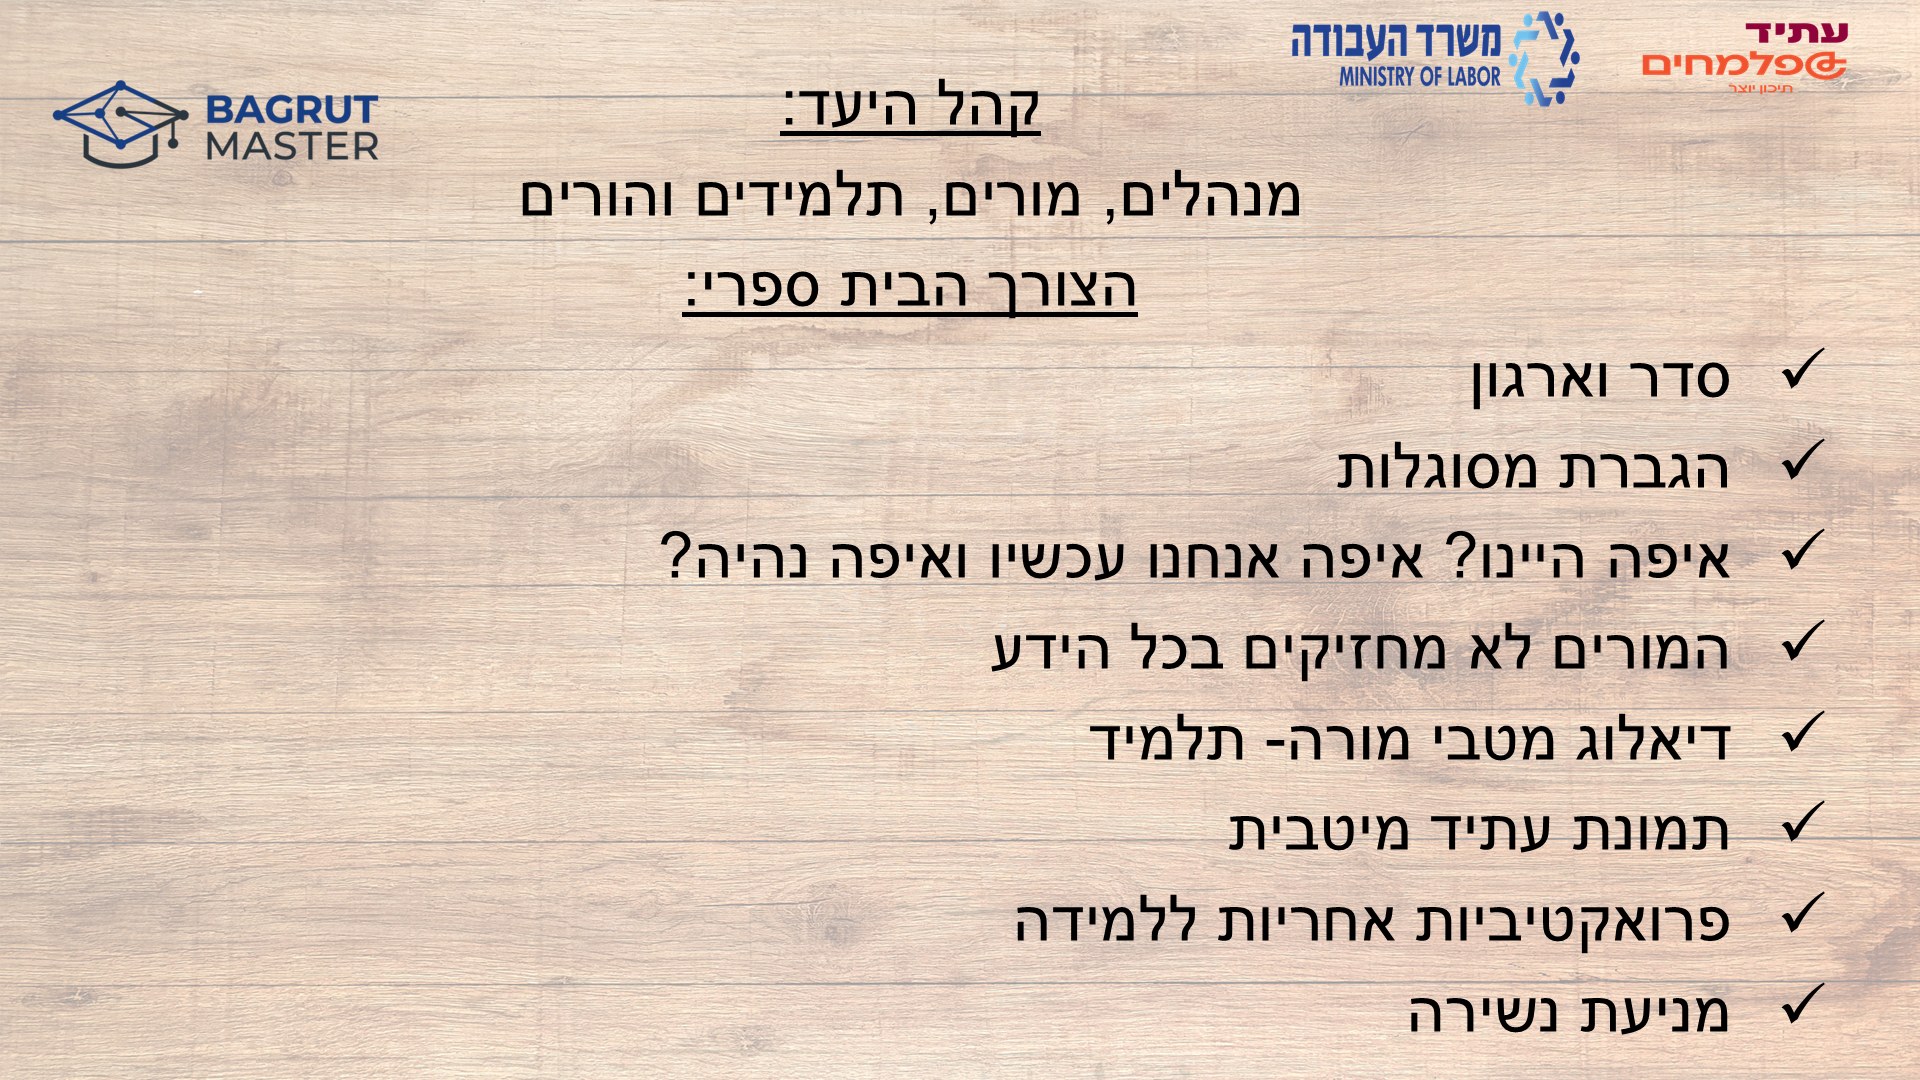 עתיד
פלמחים
תיכון יוצר
משרד העבודה
MINISTRY OF LABOR
BAGRUT
MASTER
קהל היעד:
מנהלים, מורים, תלמידים והורים
הצורך הבית ספרי:
סדר וארגון
הגברת מסוגלות
איפה היינו? איפה אנחנו עכשיו ואיפה נהיה?
המורים לא מחזיקים בכל הידע
דיאלוג מטבי מורה- תלמיד
תמונת עתיד מיטבית
פרואקטיביות אחריות ללמידה
מניעת נשירה